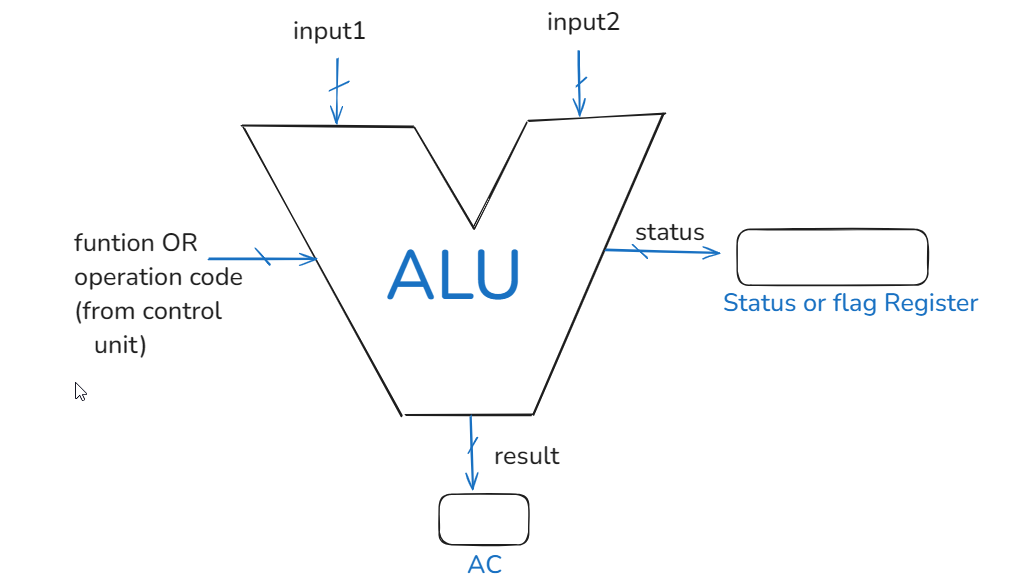 input1
input2
funtion OR
operation code
(from control
unit)
ALU
status
Status or flag Register
result
AC